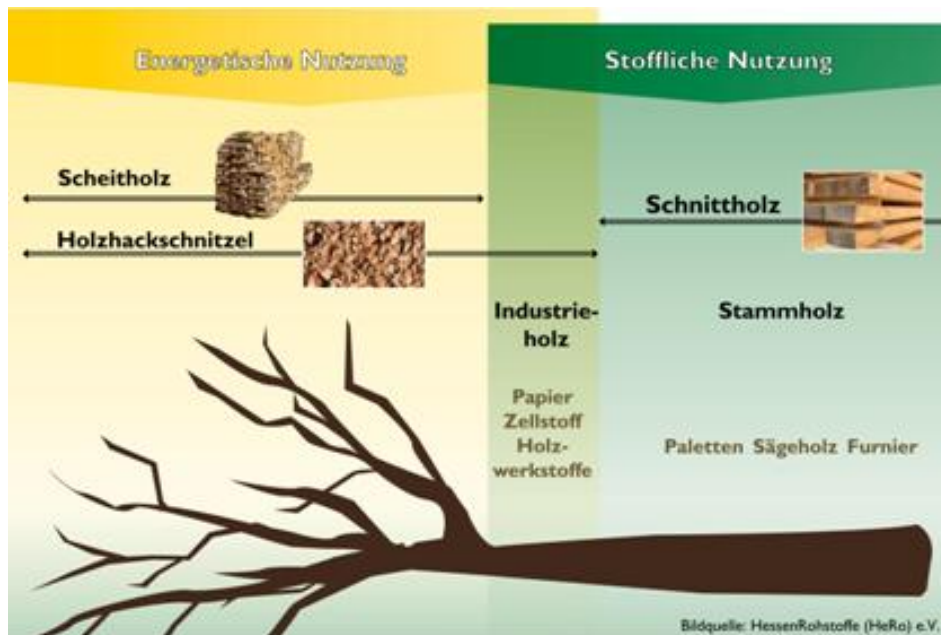 Energetische Nutzung
Stoffliche Nutzung
Scheitholz
Schnittholz
Holzhackschnitzel
Industrie-
holz
Stammholz
Papier
Zellstoff
Holz-
werkstoffe
Paletten Sägeholz Furnier
Bildquelle: HessenRohstoffe (HeRo) e.V.